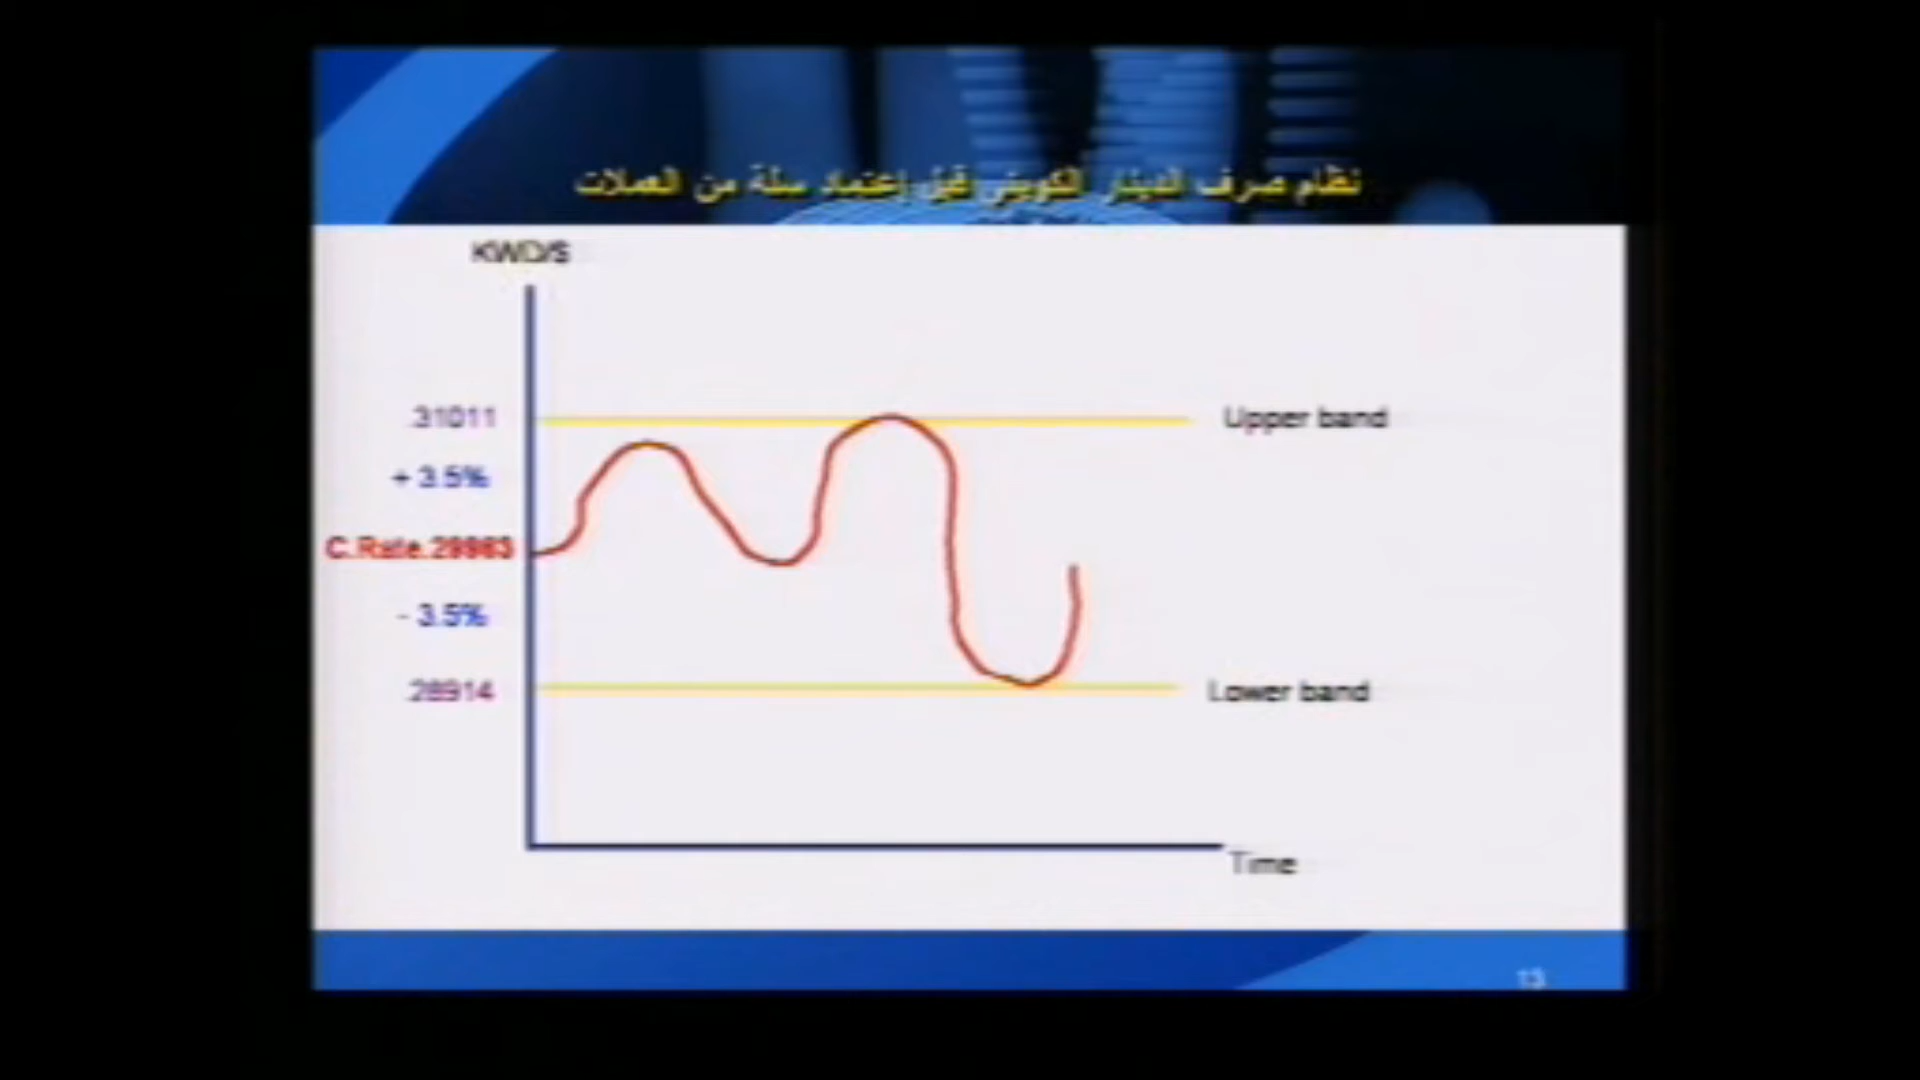 نظام صرف الدينار الكويتي قبل إعتماد سلة من العملات
KWD/$
.31011
Upper band
+ 3.5%
C.Rate.29963
- 3.5%
.28914
Lower band
Time
13